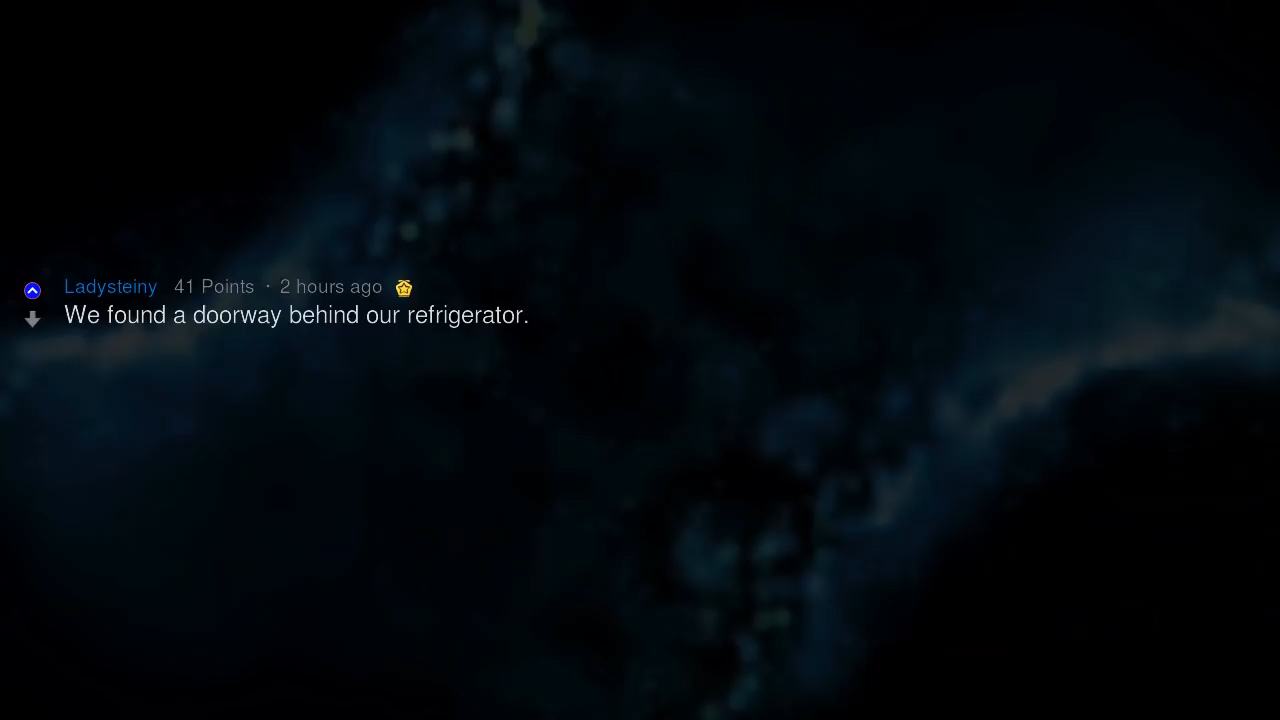 Ladysteiny 41 Points · 2 hours ago
We found a doorway behind our refrigerator.